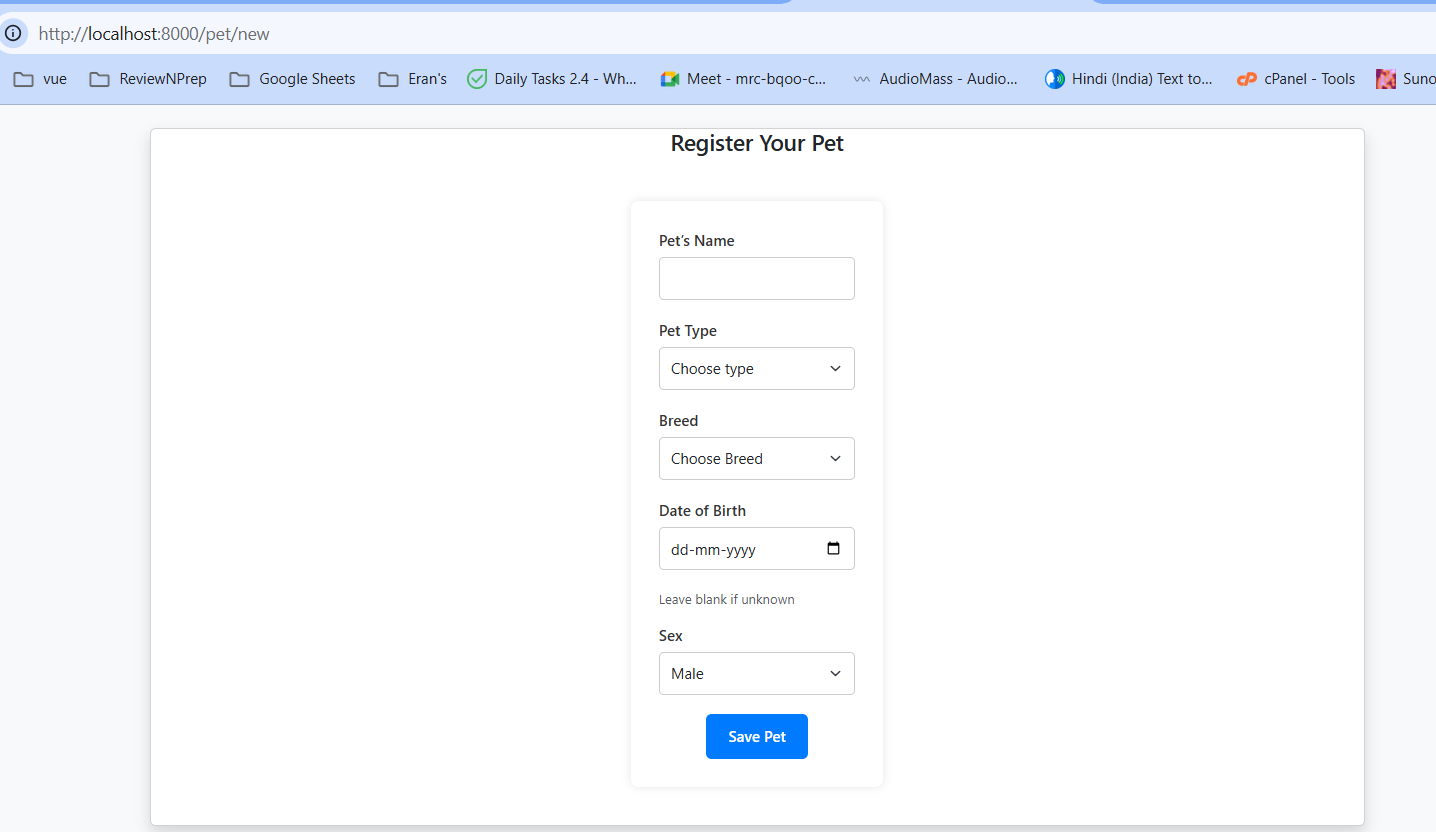 http://localhost:8000/pet/new
vue ReviewNPrep Google Sheets Eran's Daily Tasks 2.4 - Wh... Meet - mrc-bqoo-c... AudioMass - Audio... Hindi (India) Text to... cPanel - Tools Suno
Register Your Pet
Pet’s Name
Pet Type
Choose type
Breed
Choose Breed
Date of Birth
dd-mm-yyyy
Leave blank if unknown
Sex
Male
Save Pet